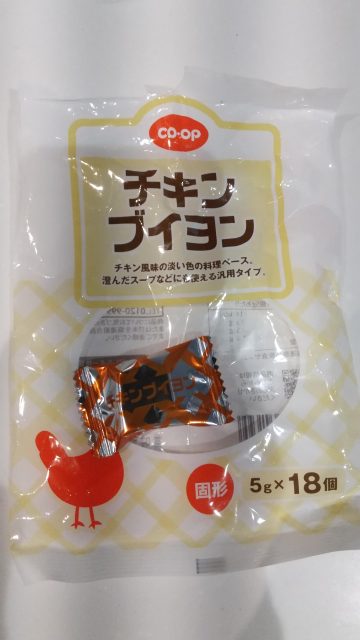 CO·OP
チキン
ブイヨン
チキン風味の淡い色の料理ベース。
澄んだスープなどにも使える汎用タイプ。
チキンブイヨン
固形
5g×18個